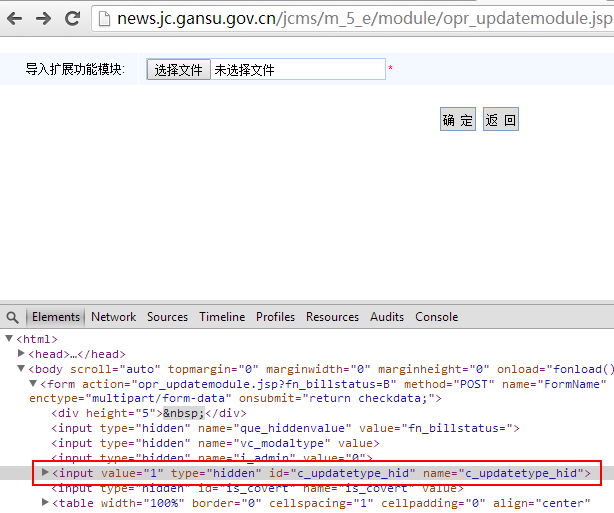 news.jc.gansu.gov.cn/jcms/m_5_e/module/opr_updatemodule.jsp
导入扩展功能模块: 选择文件 未选择文件 *
确 定 返 回
Elements Network Sources Timeline Profiles Resources Audits Console
▼<html>
▶<head>…</head>
▼<body scroll="auto" topmargin="0" marginwidth="0" marginheight="0" onload="fonload()
▼<form action="opr_updatemodule.jsp?fn_billstatus=B" method="POST" name="FormName"
enctype="multipart/form-data" onsubmit="return checkdata;">
<div height="5">&nbsp;</div>
<input type="hidden" name="que_hiddenvalue" value="fn_billstatus=">
<input type="hidden" name="vc_modaltype" value>
<input type="hidden" name="i_admin" value="0">
▶<input value="1" type="hidden" id="c_updatetype_hid" name="c_updatetype_hid">
<input type="hidden" id="is_covert" name="is_covert" value>
▶<table width="100%" border="0" cellspacing="1" cellpadding="0" align="center"